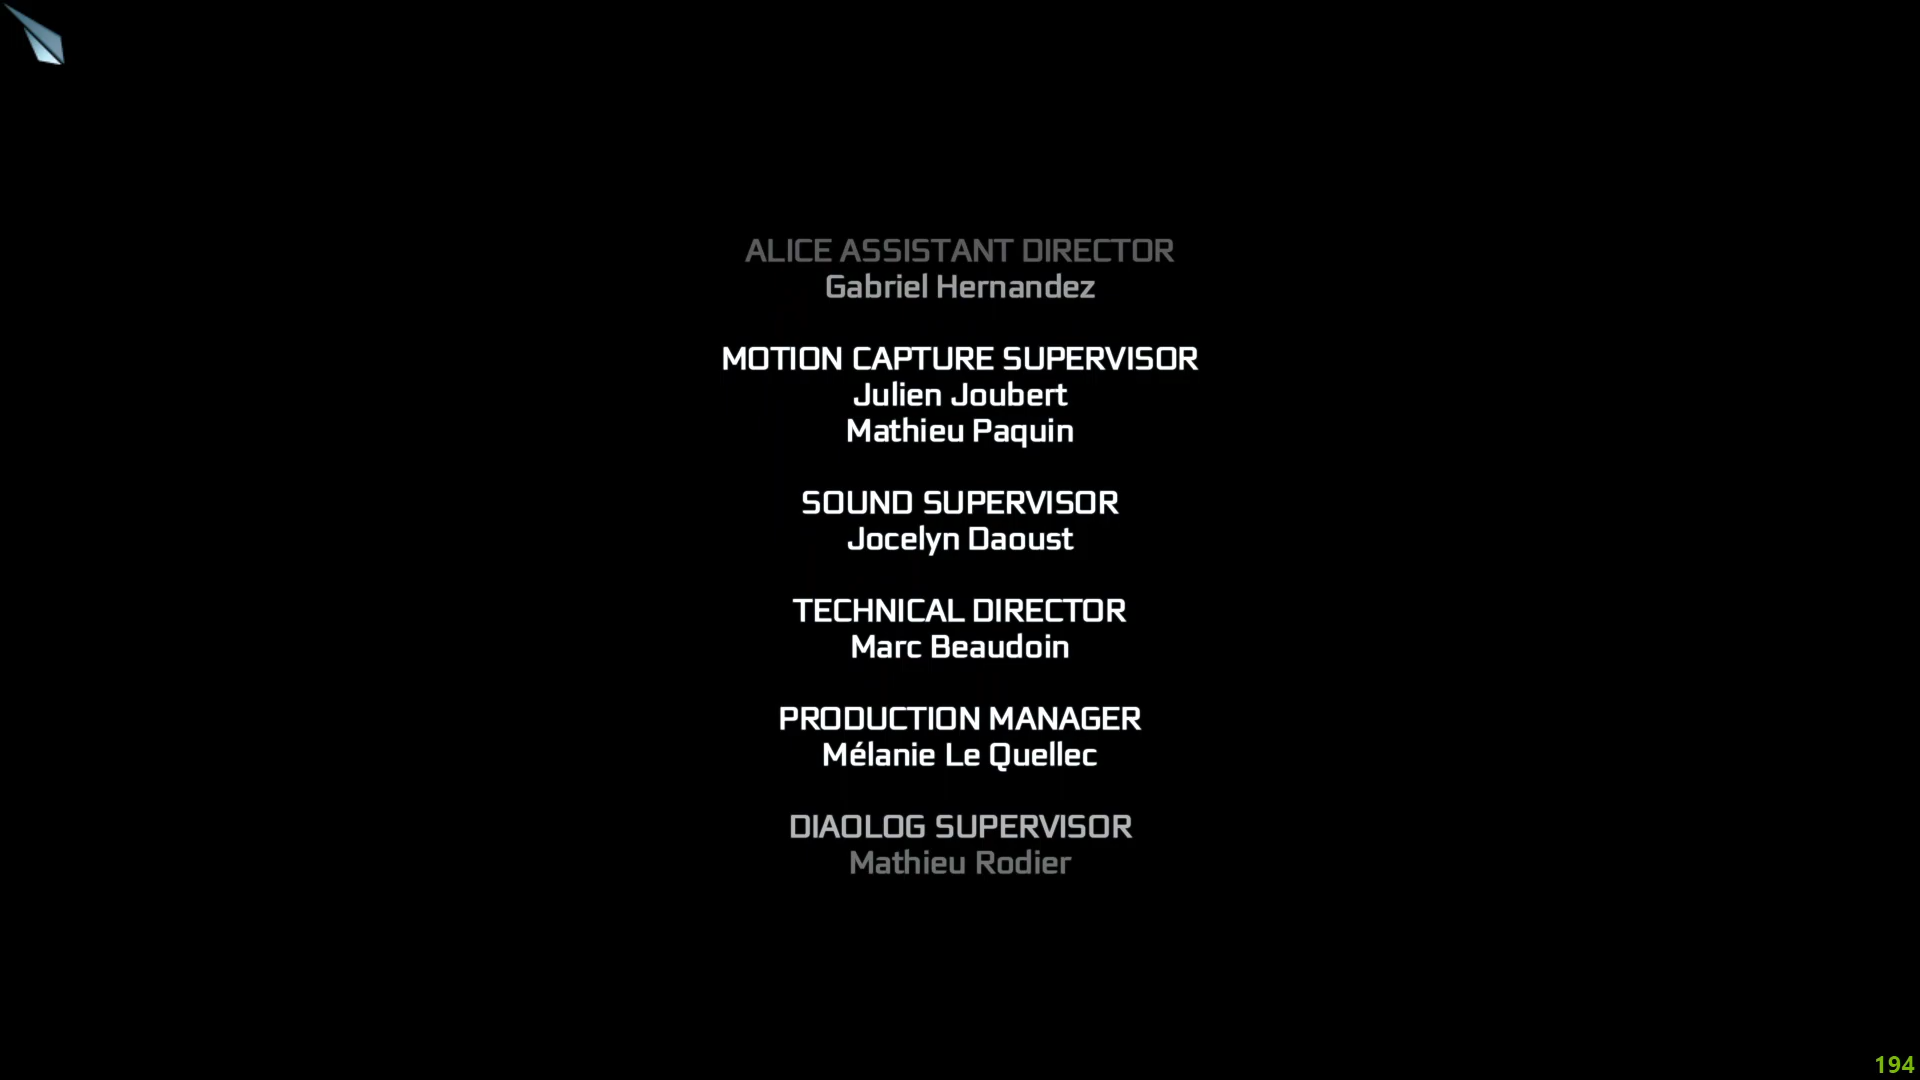 ALICE ASSISTANT DIRECTOR
Gabriel Hernandez
MOTION CAPTURE SUPERVISOR
Julien Joubert
Mathieu Paquin
SOUND SUPERVISOR
Jocelyn Daoust
TECHNICAL DIRECTOR
Marc Beaudoin
PRODUCTION MANAGER
Mélanie Le Quellec
DIAOLOG SUPERVISOR
Mathieu Rodier
194